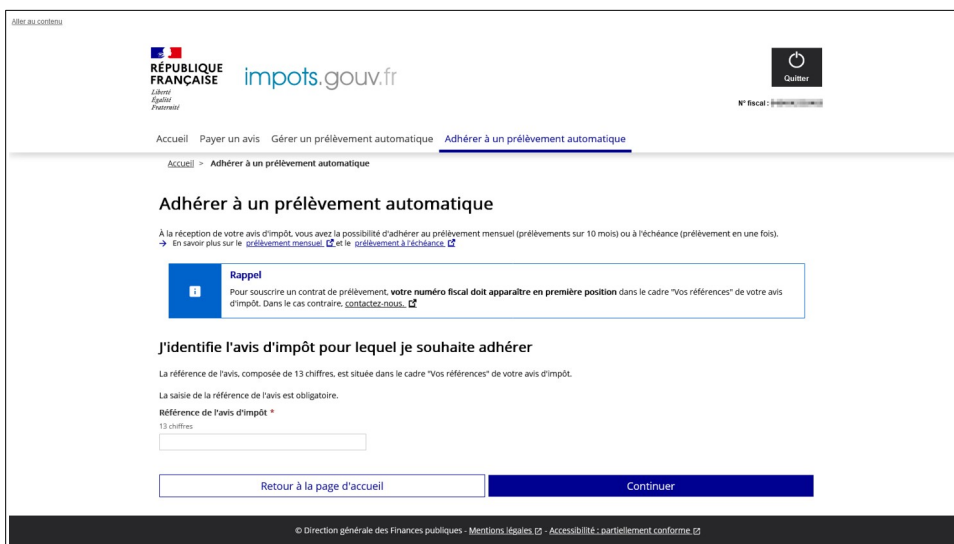 Aller au contenu
RÉPUBLIQUE
FRANÇAISE
Liberté
Égalité
Fraternité
impots.gouv.fr
Quitter
N° fiscal :
Accueil Payer un avis Gérer un prélèvement automatique Adhérer à un prélèvement automatique
Accueil > Adhérer à un prélèvement automatique
Adhérer à un prélèvement automatique
À la réception de votre avis d'impôt, vous avez la possibilité d'adhérer au prélèvement mensuel (prélèvements sur 10 mois) ou à l'échéance (prélèvement en une fois).
→ En savoir plus sur le prélèvement mensuel et le prélèvement à l'échéance
Rappel
Pour souscrire un contrat de prélèvement, votre numéro fiscal doit apparaître en première position dans le cadre "Vos références" de votre avis
d'impôt. Dans le cas contraire, contactez-nous.
J'identifie l'avis d'impôt pour lequel je souhaite adhérer
La référence de l'avis, composée de 13 chiffres, est située dans le cadre "Vos références" de votre avis d'impôt.
La saisie de la référence de l'avis est obligatoire.
Référence de l'avis d'impôt *
13 chiffres
Retour à la page d'accueil
Continuer
© Direction générale des Finances publiques - Mentions légales - Accessibilité : partiellement conforme